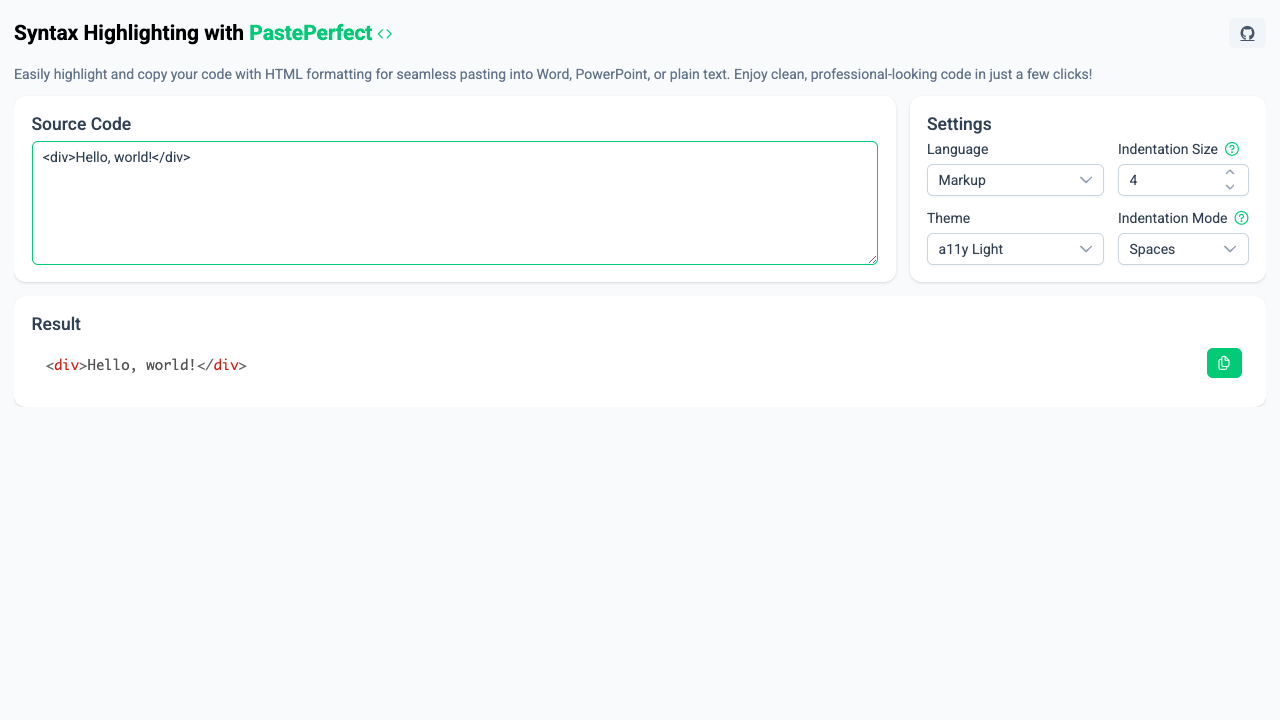 Syntax Highlighting with PastePerfect <>
Easily highlight and copy your code with HTML formatting for seamless pasting into Word, PowerPoint, or plain text. Enjoy clean, professional-looking code in just a few clicks!
Source Code
<div>Hello, world!</div>
Settings
Language
Indentation Size ?
Markup
4
Theme
Indentation Mode ?
a11y Light
Spaces
Result
<div>Hello, world!</div>